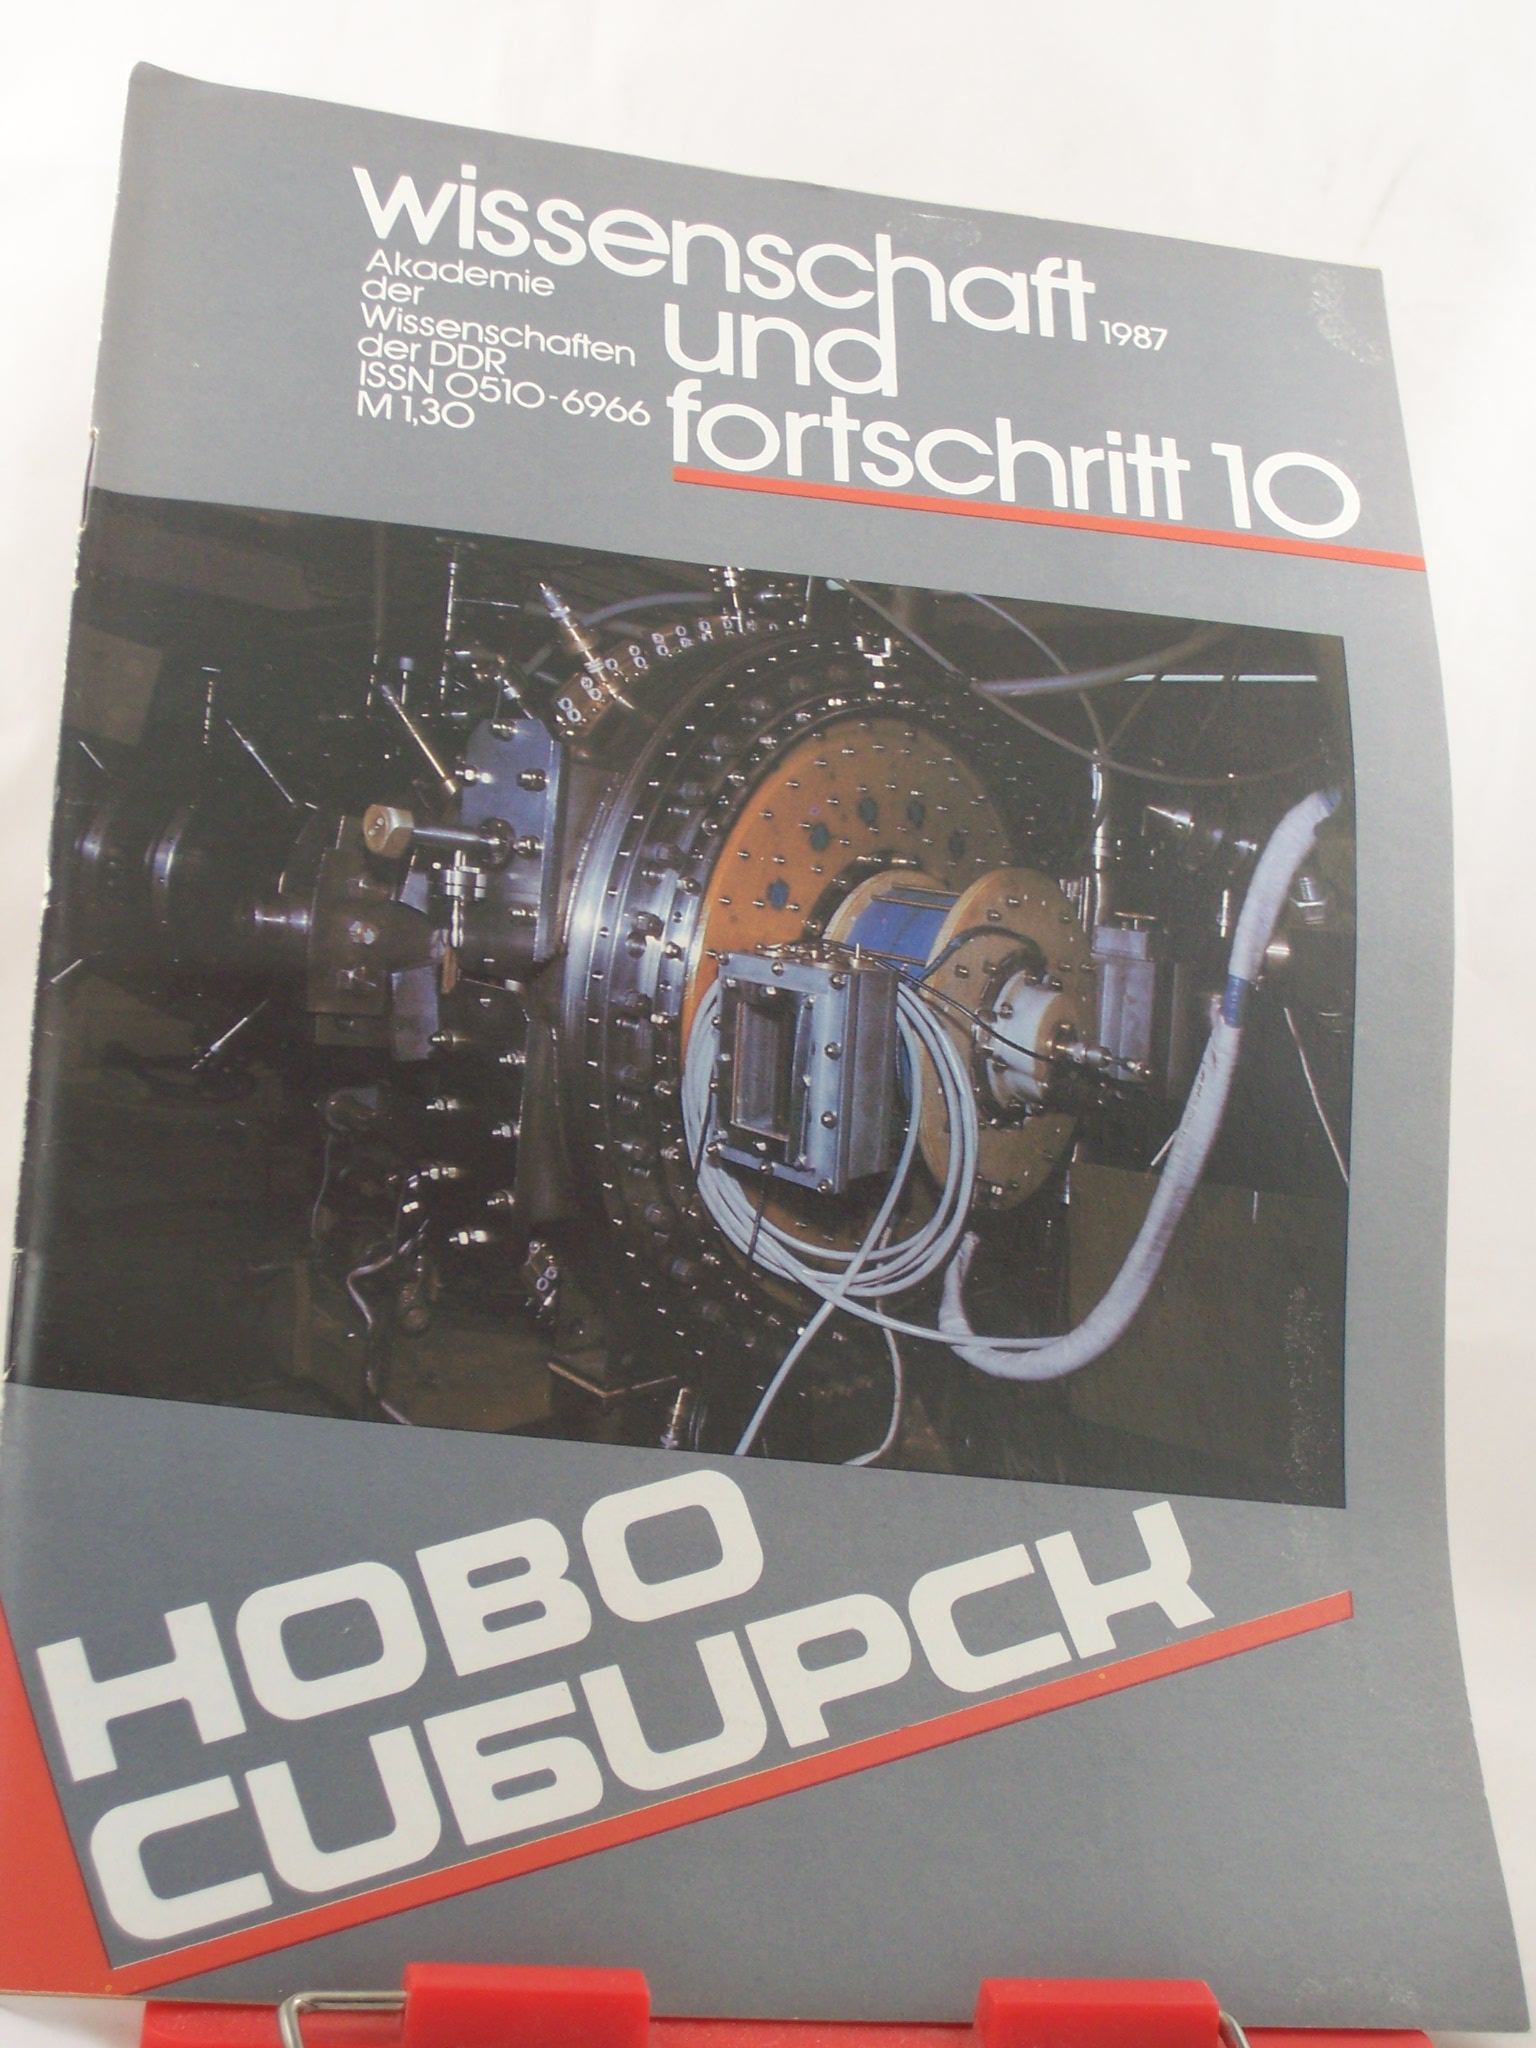 wissenschaft 1987
und
fortschritt 10
Akademie
der
Wissenschaften
der DDR
ISSN 0510-6966
M 1,30
НОВО
СИБИРСК